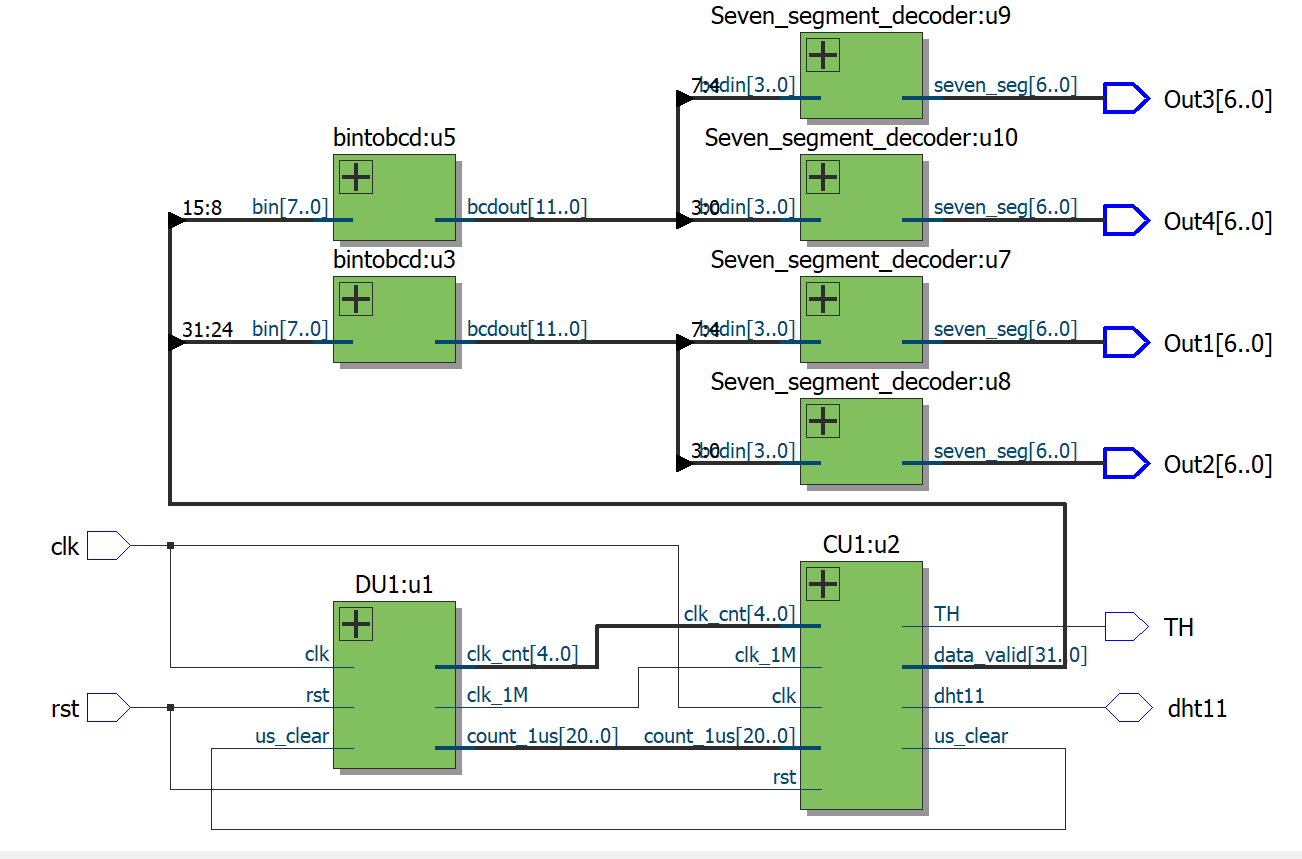 Seven_segment_decoder:u9
7:4
bcdin[3..0]
seven_seg[6..0]
Out3[6..0]
bintobcd:u5
Seven_segment_decoder:u10
15:8
bin[7..0]
bcdout[11..0]
3:0
bcdin[3..0]
seven_seg[6..0]
Out4[6..0]
bintobcd:u3
Seven_segment_decoder:u7
31:24
bin[7..0]
bcdout[11..0]
7:4
bcdin[3..0]
seven_seg[6..0]
Out1[6..0]
Seven_segment_decoder:u8
3:0
bcdin[3..0]
seven_seg[6..0]
Out2[6..0]
clk
CU1:u2
DU1:u1
clk_cnt[4..0]
TH
TH
clk
clk_cnt[4..0]
clk_1M
data_valid[31..0]
rst
rst
clk_1M
clk
dht11
dht11
us_clear
count_1us[20..0]
count_1us[20..0]
us_clear
rst